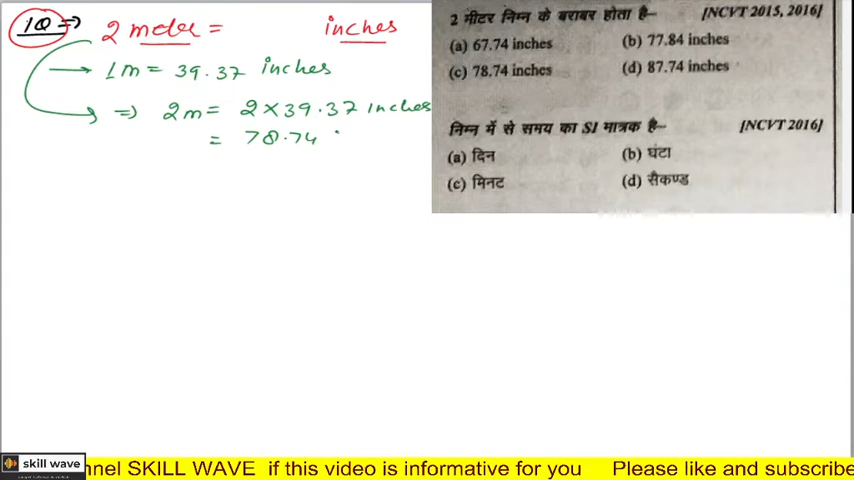 1Q ⇒ 2 meter = inches
→ 1m = 39.37 inches
⇒ 2m = 2 × 39.37 inches
= 78.74
2 मीटर निम्न के बराबर होता है– [NCVT 2015, 2016]
(a) 67.74 inches (b) 77.84 inches
(c) 78.74 inches (d) 87.74 inches
निम्न में से समय का SI मात्रक है– [NCVT 2016]
(a) दिन (b) घंटा
(c) मिनट (d) सैकण्ड
skill wave
nnel SKILL WAVE if this video is informative for you Please like and subscribe